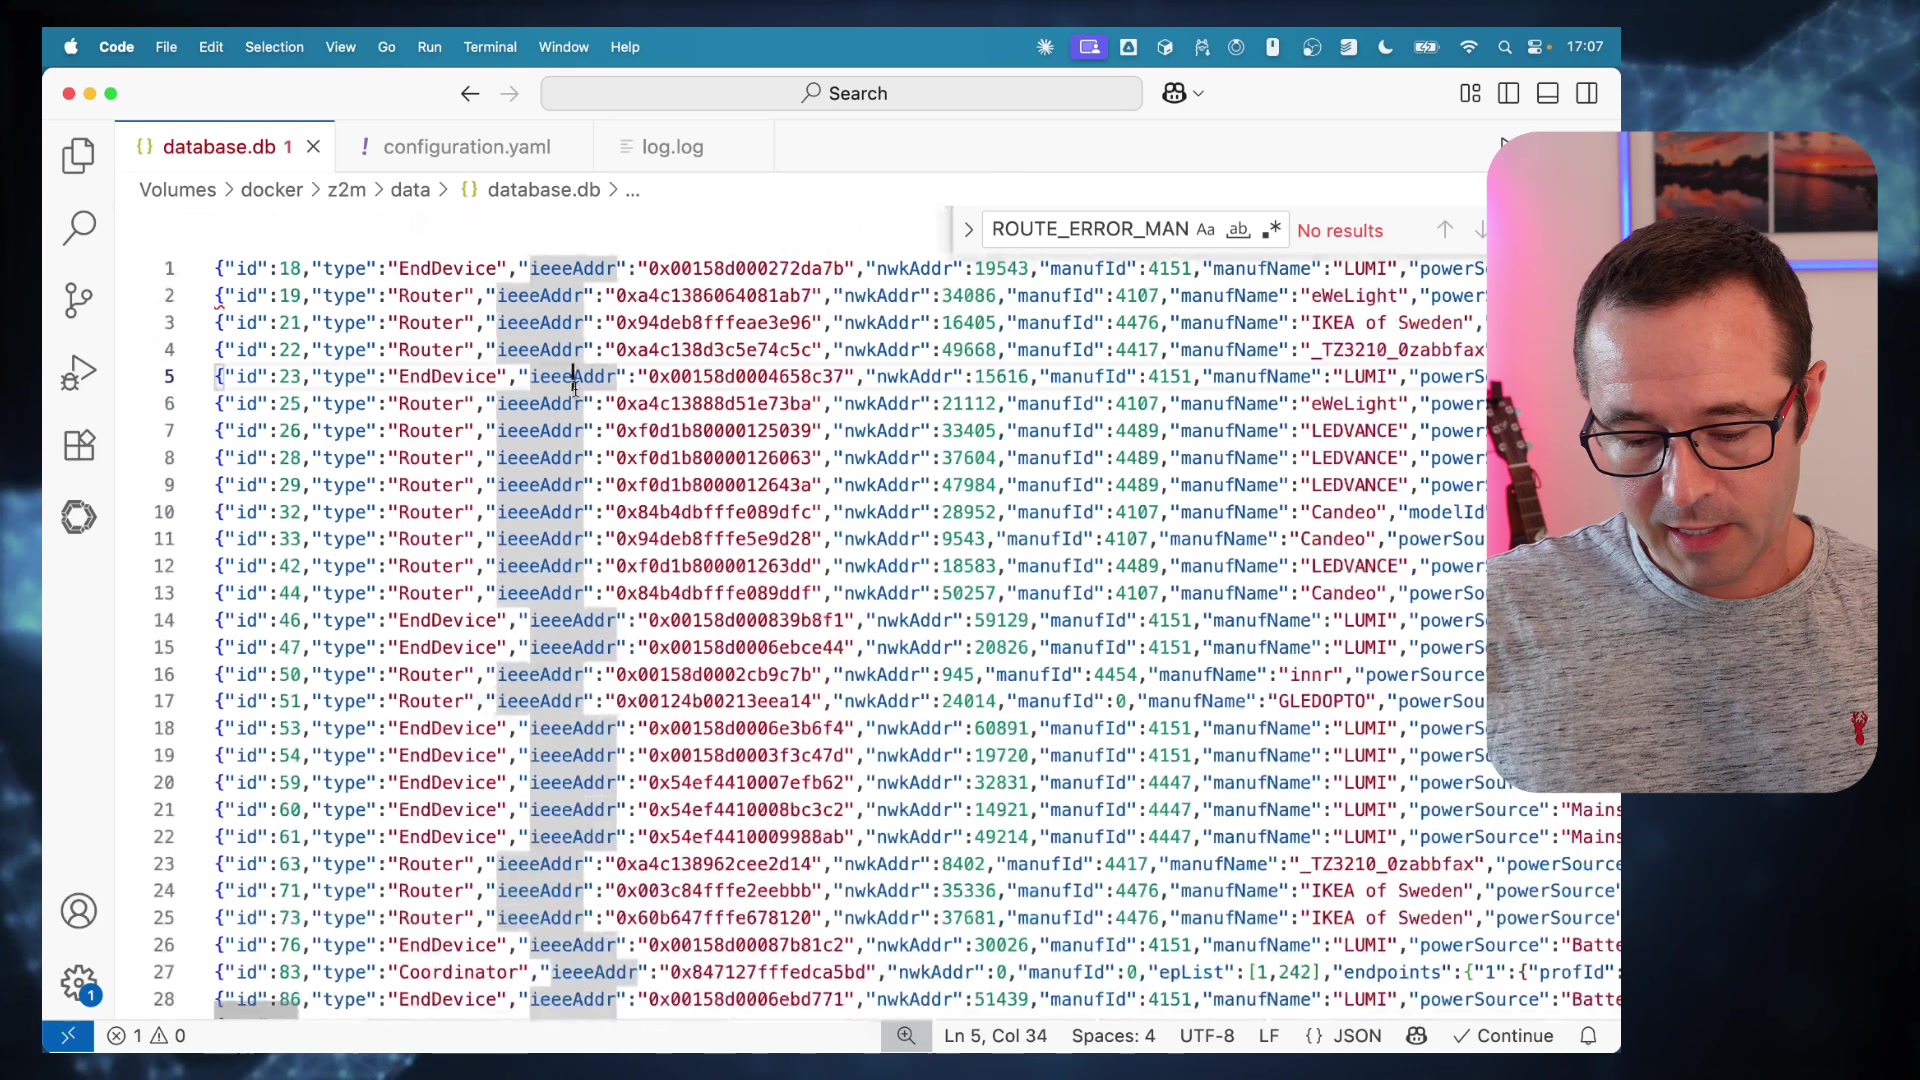 Code File Edit Selection View Go Run Terminal Window Help 17:07
Search
{} database.db 1 ! configuration.yaml log.log
Volumes > docker > z2m > data > {} database.db > ...
ROUTE_ERROR_MAN Aa ab .* No results
1 {"id":18,"type":"EndDevice","ieeeAddr":"0x00158d000272da7b","nwkAddr":19543,"manufId":4151,"manufName":"LUMI","powerS
2 {"id":19,"type":"Router","ieeeAddr":"0xa4c1386064081ab7","nwkAddr":34086,"manufId":4107,"manufName":"eWeLight","power
3 {"id":21,"type":"Router","ieeeAddr":"0x94deb8fffeae3e96","nwkAddr":16405,"manufId":4476,"manufName":"IKEA of Sweden",
4 {"id":22,"type":"Router","ieeeAddr":"0xa4c138d3c5e74c5c","nwkAddr":49668,"manufId":4417,"manufName":"_TZ3210_0zabbfax"
5 {"id":23,"type":"EndDevice","ieeeAddr":"0x00158d0004658c37","nwkAddr":15616,"manufId":4151,"manufName":"LUMI","powerS
6 {"id":25,"type":"Router","ieeeAddr":"0xa4c13888d51e73ba","nwkAddr":21112,"manufId":4107,"manufName":"eWeLight","power
7 {"id":26,"type":"Router","ieeeAddr":"0xf0d1b80000125039","nwkAddr":33405,"manufId":4489,"manufName":"LEDVANCE","power
8 {"id":28,"type":"Router","ieeeAddr":"0xf0d1b80000126063","nwkAddr":37604,"manufId":4489,"manufName":"LEDVANCE","power
9 {"id":29,"type":"Router","ieeeAddr":"0xf0d1b8000012643a","nwkAddr":47984,"manufId":4489,"manufName":"LEDVANCE","power
10 {"id":32,"type":"Router","ieeeAddr":"0x84b4dbfffe089dfc","nwkAddr":28952,"manufId":4107,"manufName":"Candeo","modelId
11 {"id":33,"type":"Router","ieeeAddr":"0x94deb8fffe5e9d28","nwkAddr":9543,"manufId":4107,"manufName":"Candeo","powerSou
12 {"id":42,"type":"Router","ieeeAddr":"0xf0d1b800001263dd","nwkAddr":18583,"manufId":4489,"manufName":"LEDVANCE","power
13 {"id":44,"type":"Router","ieeeAddr":"0x84b4dbfffe089ddf","nwkAddr":50257,"manufId":4107,"manufName":"Candeo","powerSo
14 {"id":46,"type":"EndDevice","ieeeAddr":"0x00158d000839b8f1","nwkAddr":59129,"manufId":4151,"manufName":"LUMI","powerS
15 {"id":47,"type":"EndDevice","ieeeAddr":"0x00158d0006ebce44","nwkAddr":20826,"manufId":4151,"manufName":"LUMI","powerS
16 {"id":50,"type":"Router","ieeeAddr":"0x00158d0002cb9c7b","nwkAddr":945,"manufId":4454,"manufName":"innr","powerSource
17 {"id":51,"type":"Router","ieeeAddr":"0x00124b00213eea14","nwkAddr":24014,"manufId":0,"manufName":"GLEDOPTO","powerSou
18 {"id":53,"type":"EndDevice","ieeeAddr":"0x00158d0006e3b6f4","nwkAddr":60891,"manufId":4151,"manufName":"LUMI","powerS
19 {"id":54,"type":"EndDevice","ieeeAddr":"0x00158d0003f3c47d","nwkAddr":19720,"manufId":4151,"manufName":"LUMI","powerS
20 {"id":59,"type":"EndDevice","ieeeAddr":"0x54ef4410007efb62","nwkAddr":32831,"manufId":4447,"manufName":"LUMI","powerSou
21 {"id":60,"type":"EndDevice","ieeeAddr":"0x54ef4410008bc3c2","nwkAddr":14921,"manufId":4447,"manufName":"LUMI","powerSource":"Mains
22 {"id":61,"type":"EndDevice","ieeeAddr":"0x54ef4410009988ab","nwkAddr":49214,"manufId":4447,"manufName":"LUMI","powerSource":"Mains
23 {"id":63,"type":"Router","ieeeAddr":"0xa4c138962cee2d14","nwkAddr":8402,"manufId":4417,"manufName":"_TZ3210_0zabbfax","powerSource
24 {"id":71,"type":"Router","ieeeAddr":"0x003c84fffe2eebbb","nwkAddr":35336,"manufId":4476,"manufName":"IKEA of Sweden","powerSource"
25 {"id":73,"type":"Router","ieeeAddr":"0x60b647fffe678120","nwkAddr":37681,"manufId":4476,"manufName":"IKEA of Sweden","powerSource"
26 {"id":76,"type":"EndDevice","ieeeAddr":"0x00158d00087b81c2","nwkAddr":30026,"manufId":4151,"manufName":"LUMI","powerSource":"Batte
27 {"id":83,"type":"Coordinator","ieeeAddr":"0x847127fffedca5bd","nwkAddr":0,"manufId":0,"epList":[1,242],"endpoints":{"1":{"profId":
28 {"id":86,"type":"EndDevice","ieeeAddr":"0x00158d0006ebd771","nwkAddr":51439,"manufId":4151,"manufName":"LUMI","powerSource":"Batte
1
1 0 Ln 5, Col 34 Spaces: 4 UTF-8 LF {} JSON Continue